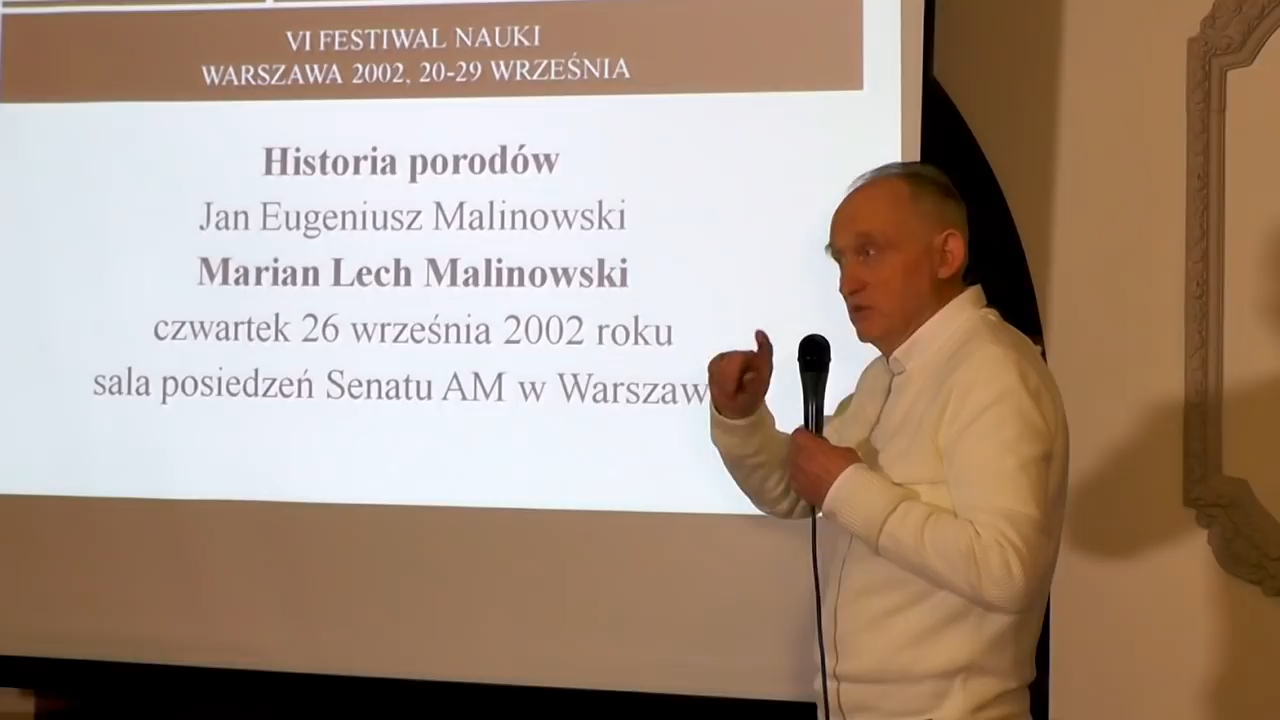 VI FESTIWAL NAUKI
WARSZAWA 2002, 20-29 WRZEŚNIA
Historia porodów
Jan Eugeniusz Malinowski
Marian Lech Malinowski
czwartek 26 września 2002 roku
sala posiedzeń Senatu AM w Warszaw